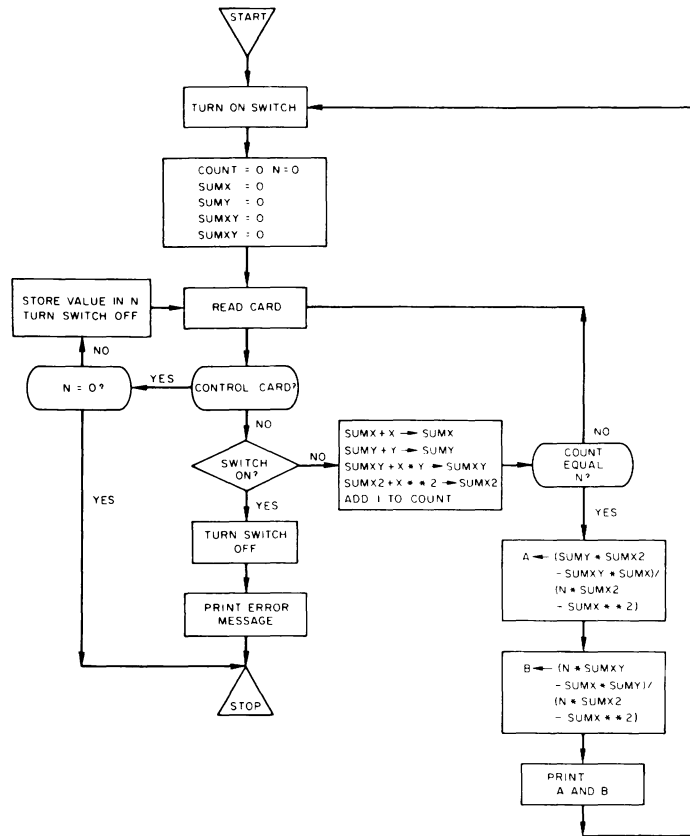 START
TURN ON SWITCH
COUNT = 0 N=0
SUMX = 0
SUMY = 0
SUMXY = 0
SUMXY = 0
STORE VALUE IN N
TURN SWITCH OFF
READ CARD
NO
N = 0?
YES
CONTROL CARD?
NO
SWITCH
ON?
NO
SUMX + X → SUMX
SUMY + Y → SUMY
SUMXY + X * Y → SUMXY
SUMX2 + X * * 2 → SUMX2
ADD 1 TO COUNT
NO
COUNT
EQUAL
N?
YES
YES
YES
TURN SWITCH
OFF
PRINT ERROR
MESSAGE
STOP
A ← (SUMY * SUMX2
- SUMXY * SUMX)/
(N * SUMX2
- SUMX * * 2)
B ← (N * SUMXY
- SUMX * SUMY)/
(N * SUMX2
- SUMX * * 2)
PRINT
A AND B